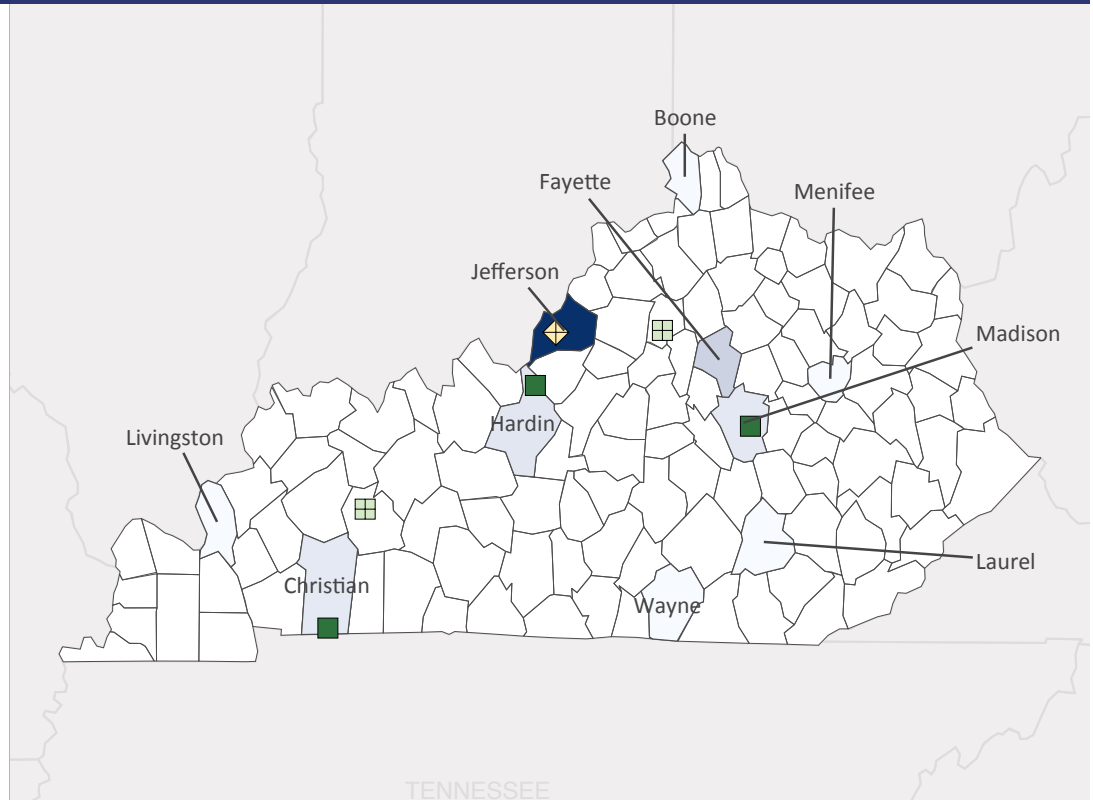 Boone
Fayette
Menifee
Jefferson
Madison
Hardin
Livingston
Laurel
Christian
Wayne
TENNESSEE